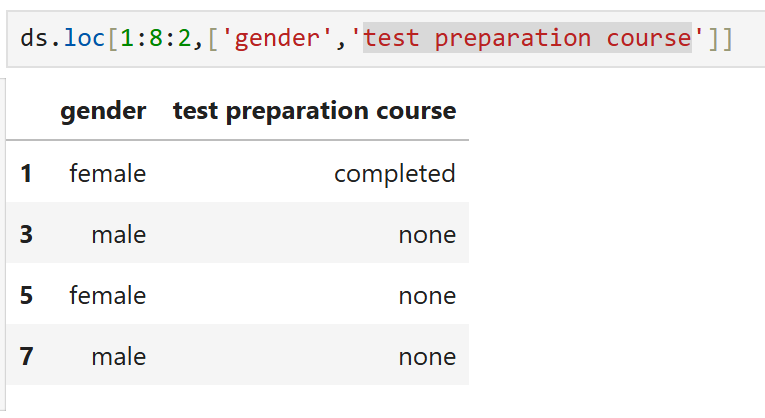 ds.loc[1:8:2,['gender','test preparation course']]
gender test preparation course
1 female completed
3 male none
5 female none
7 male none